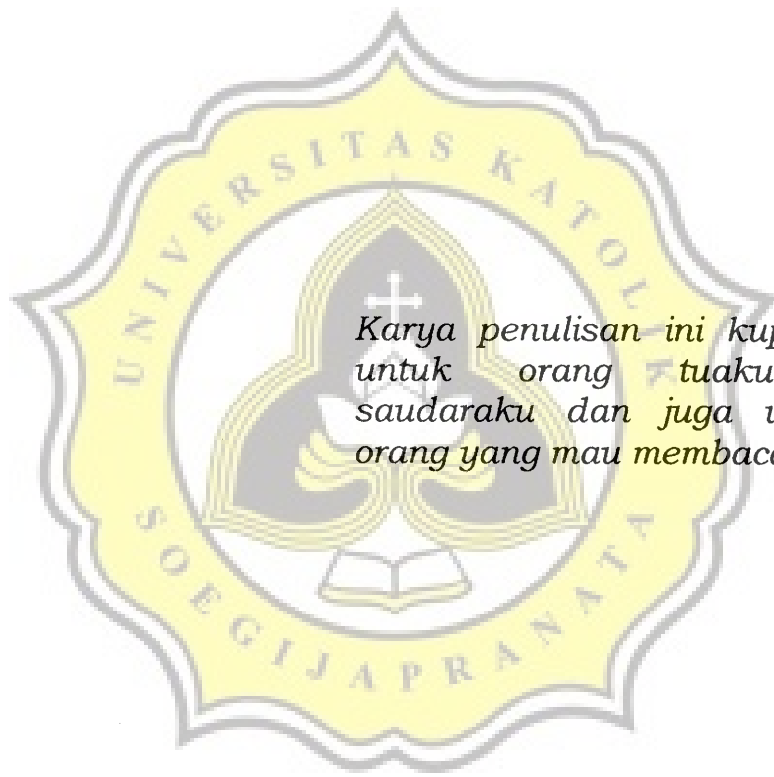 UNIVERSITAS KATOLIK
Karya penulisan ini
untuk orang tuaku
saudaraku dan juga
orang yang mau
SOEGIJAPRANATA